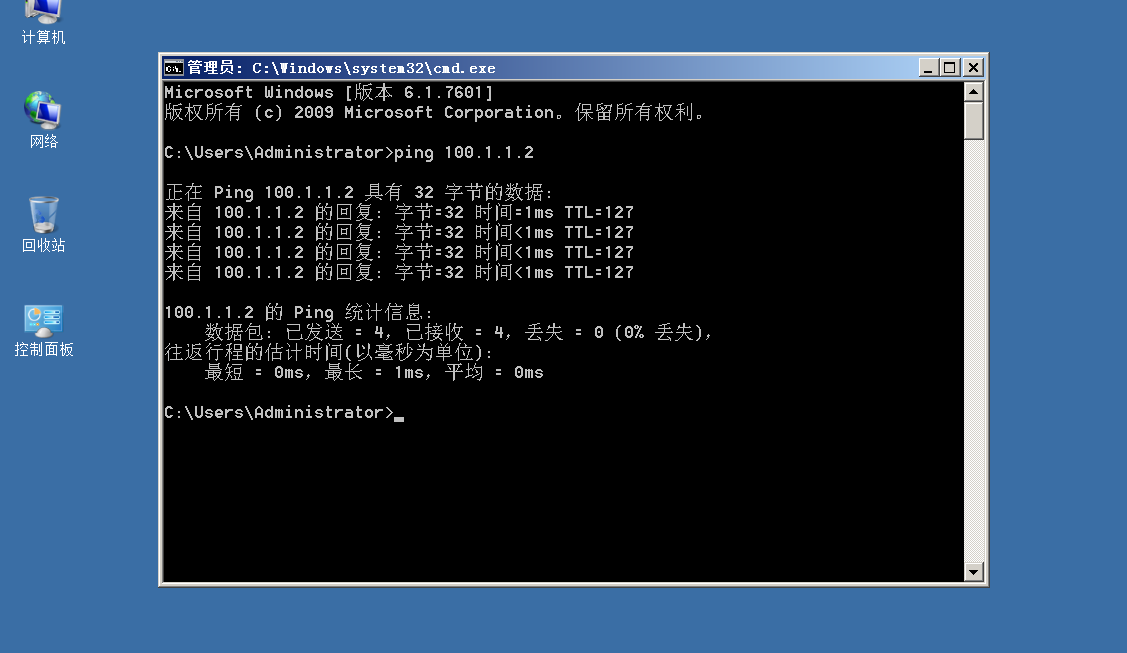 计算机
网络
回收站
控制面板
管理员: C:\Windows\system32\cmd.exe
Microsoft Windows [版本 6.1.7601]
版权所有 (c) 2009 Microsoft Corporation。保留所有权利。
C:\Users\Administrator>ping 100.1.1.2
正在 Ping 100.1.1.2 具有 32 字节的数据:
来自 100.1.1.2 的回复: 字节=32 时间=1ms TTL=127
来自 100.1.1.2 的回复: 字节=32 时间<1ms TTL=127
来自 100.1.1.2 的回复: 字节=32 时间<1ms TTL=127
来自 100.1.1.2 的回复: 字节=32 时间<1ms TTL=127
100.1.1.2 的 Ping 统计信息:
数据包: 已发送 = 4，已接收 = 4，丢失 = 0 (0% 丢失)，
往返行程的估计时间(以毫秒为单位):
最短 = 0ms，最长 = 1ms，平均 = 0ms
C:\Users\Administrator>